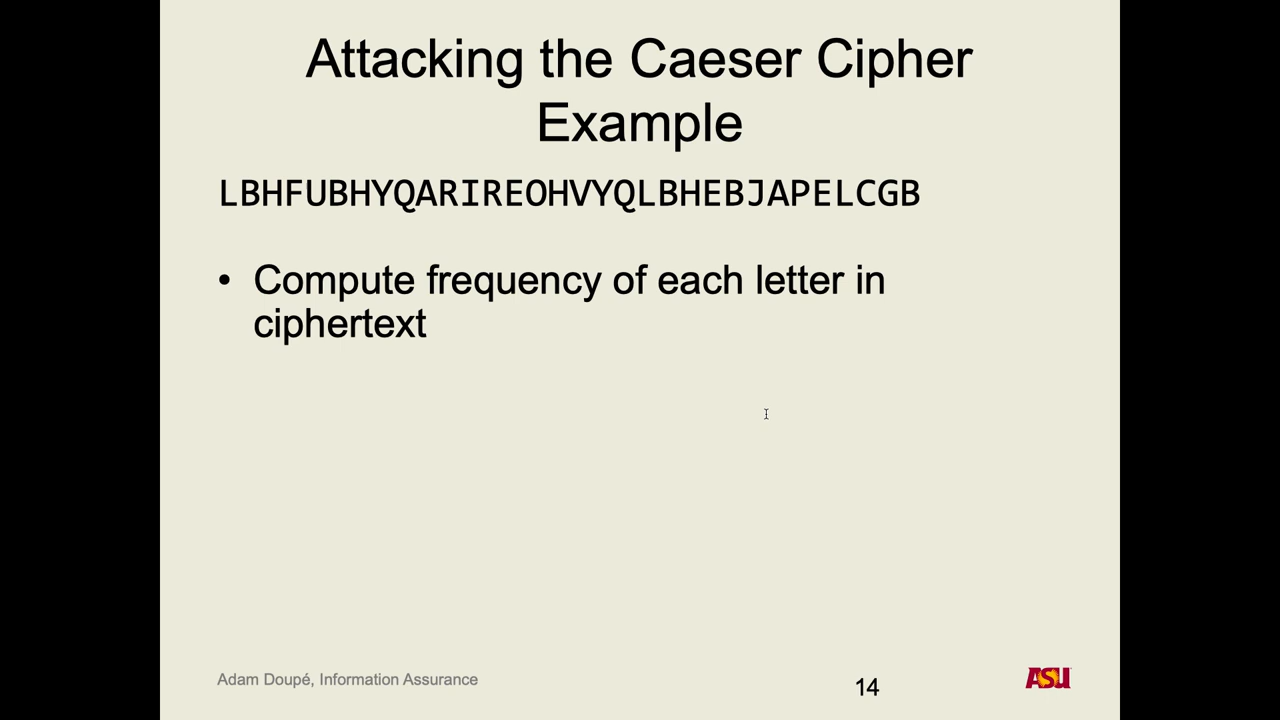 Attacking the Caeser Cipher
Example
LBHFUBHYQARIREOHVYQLBHEBJAPELCGB
• Compute frequency of each letter in
ciphertext
Adam Doupé, Information Assurance
14
ASU